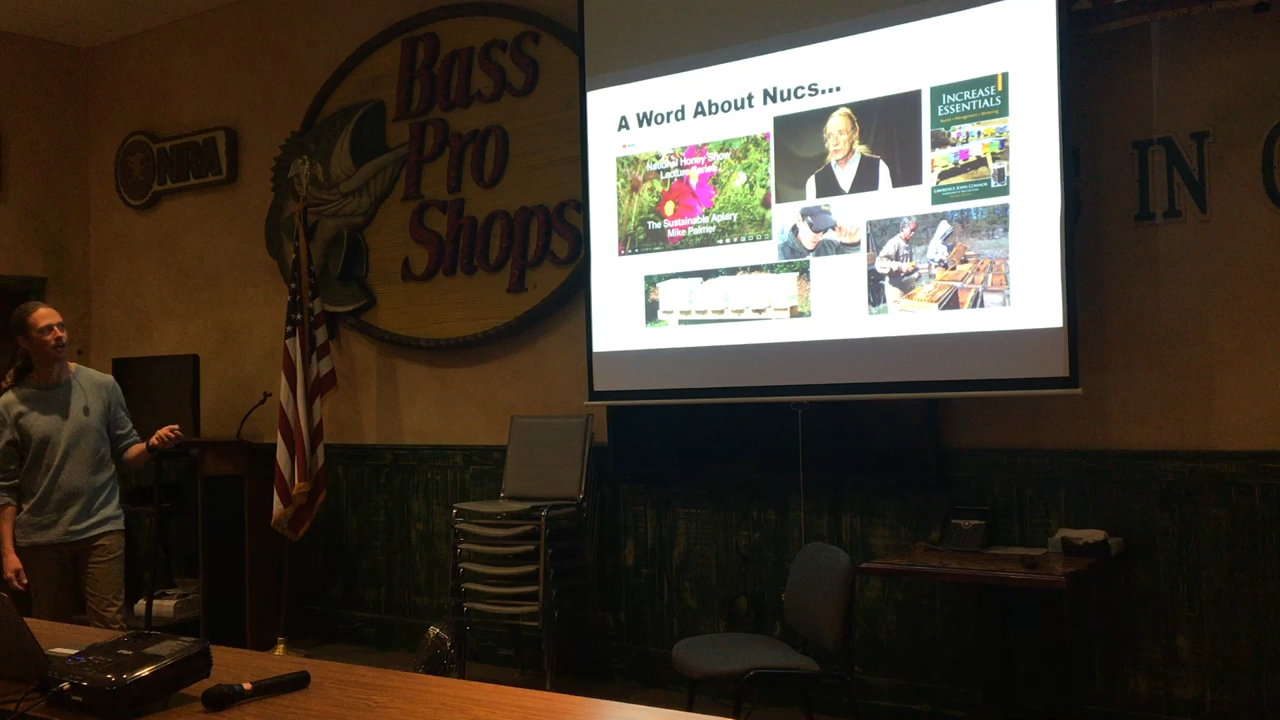 NRA
Bass
Pro
Shops
A Word About Nucs...
National Honey Show
Lecture Series
The Sustainable Apiary
Mike Palmer
INCREASE
ESSENTIALS
LAWRENCE JOHN CONNOR
IN